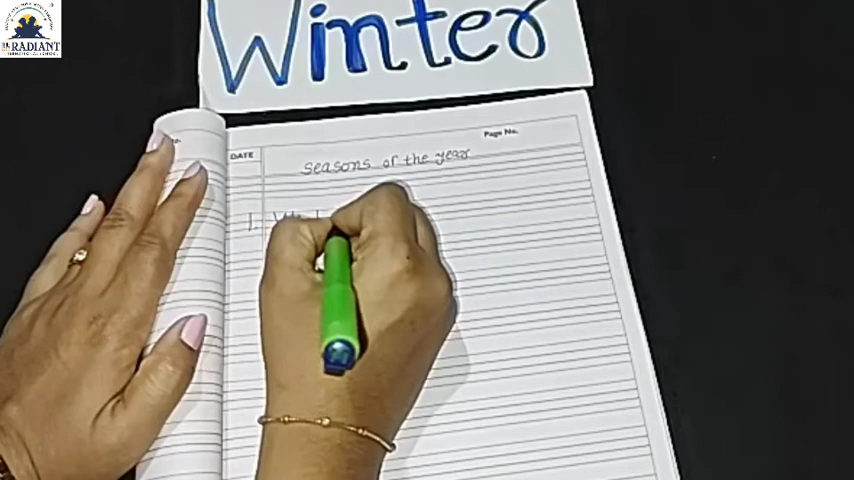 RADIANT
Winter
DATE
Page No.
seasons of the year
1.